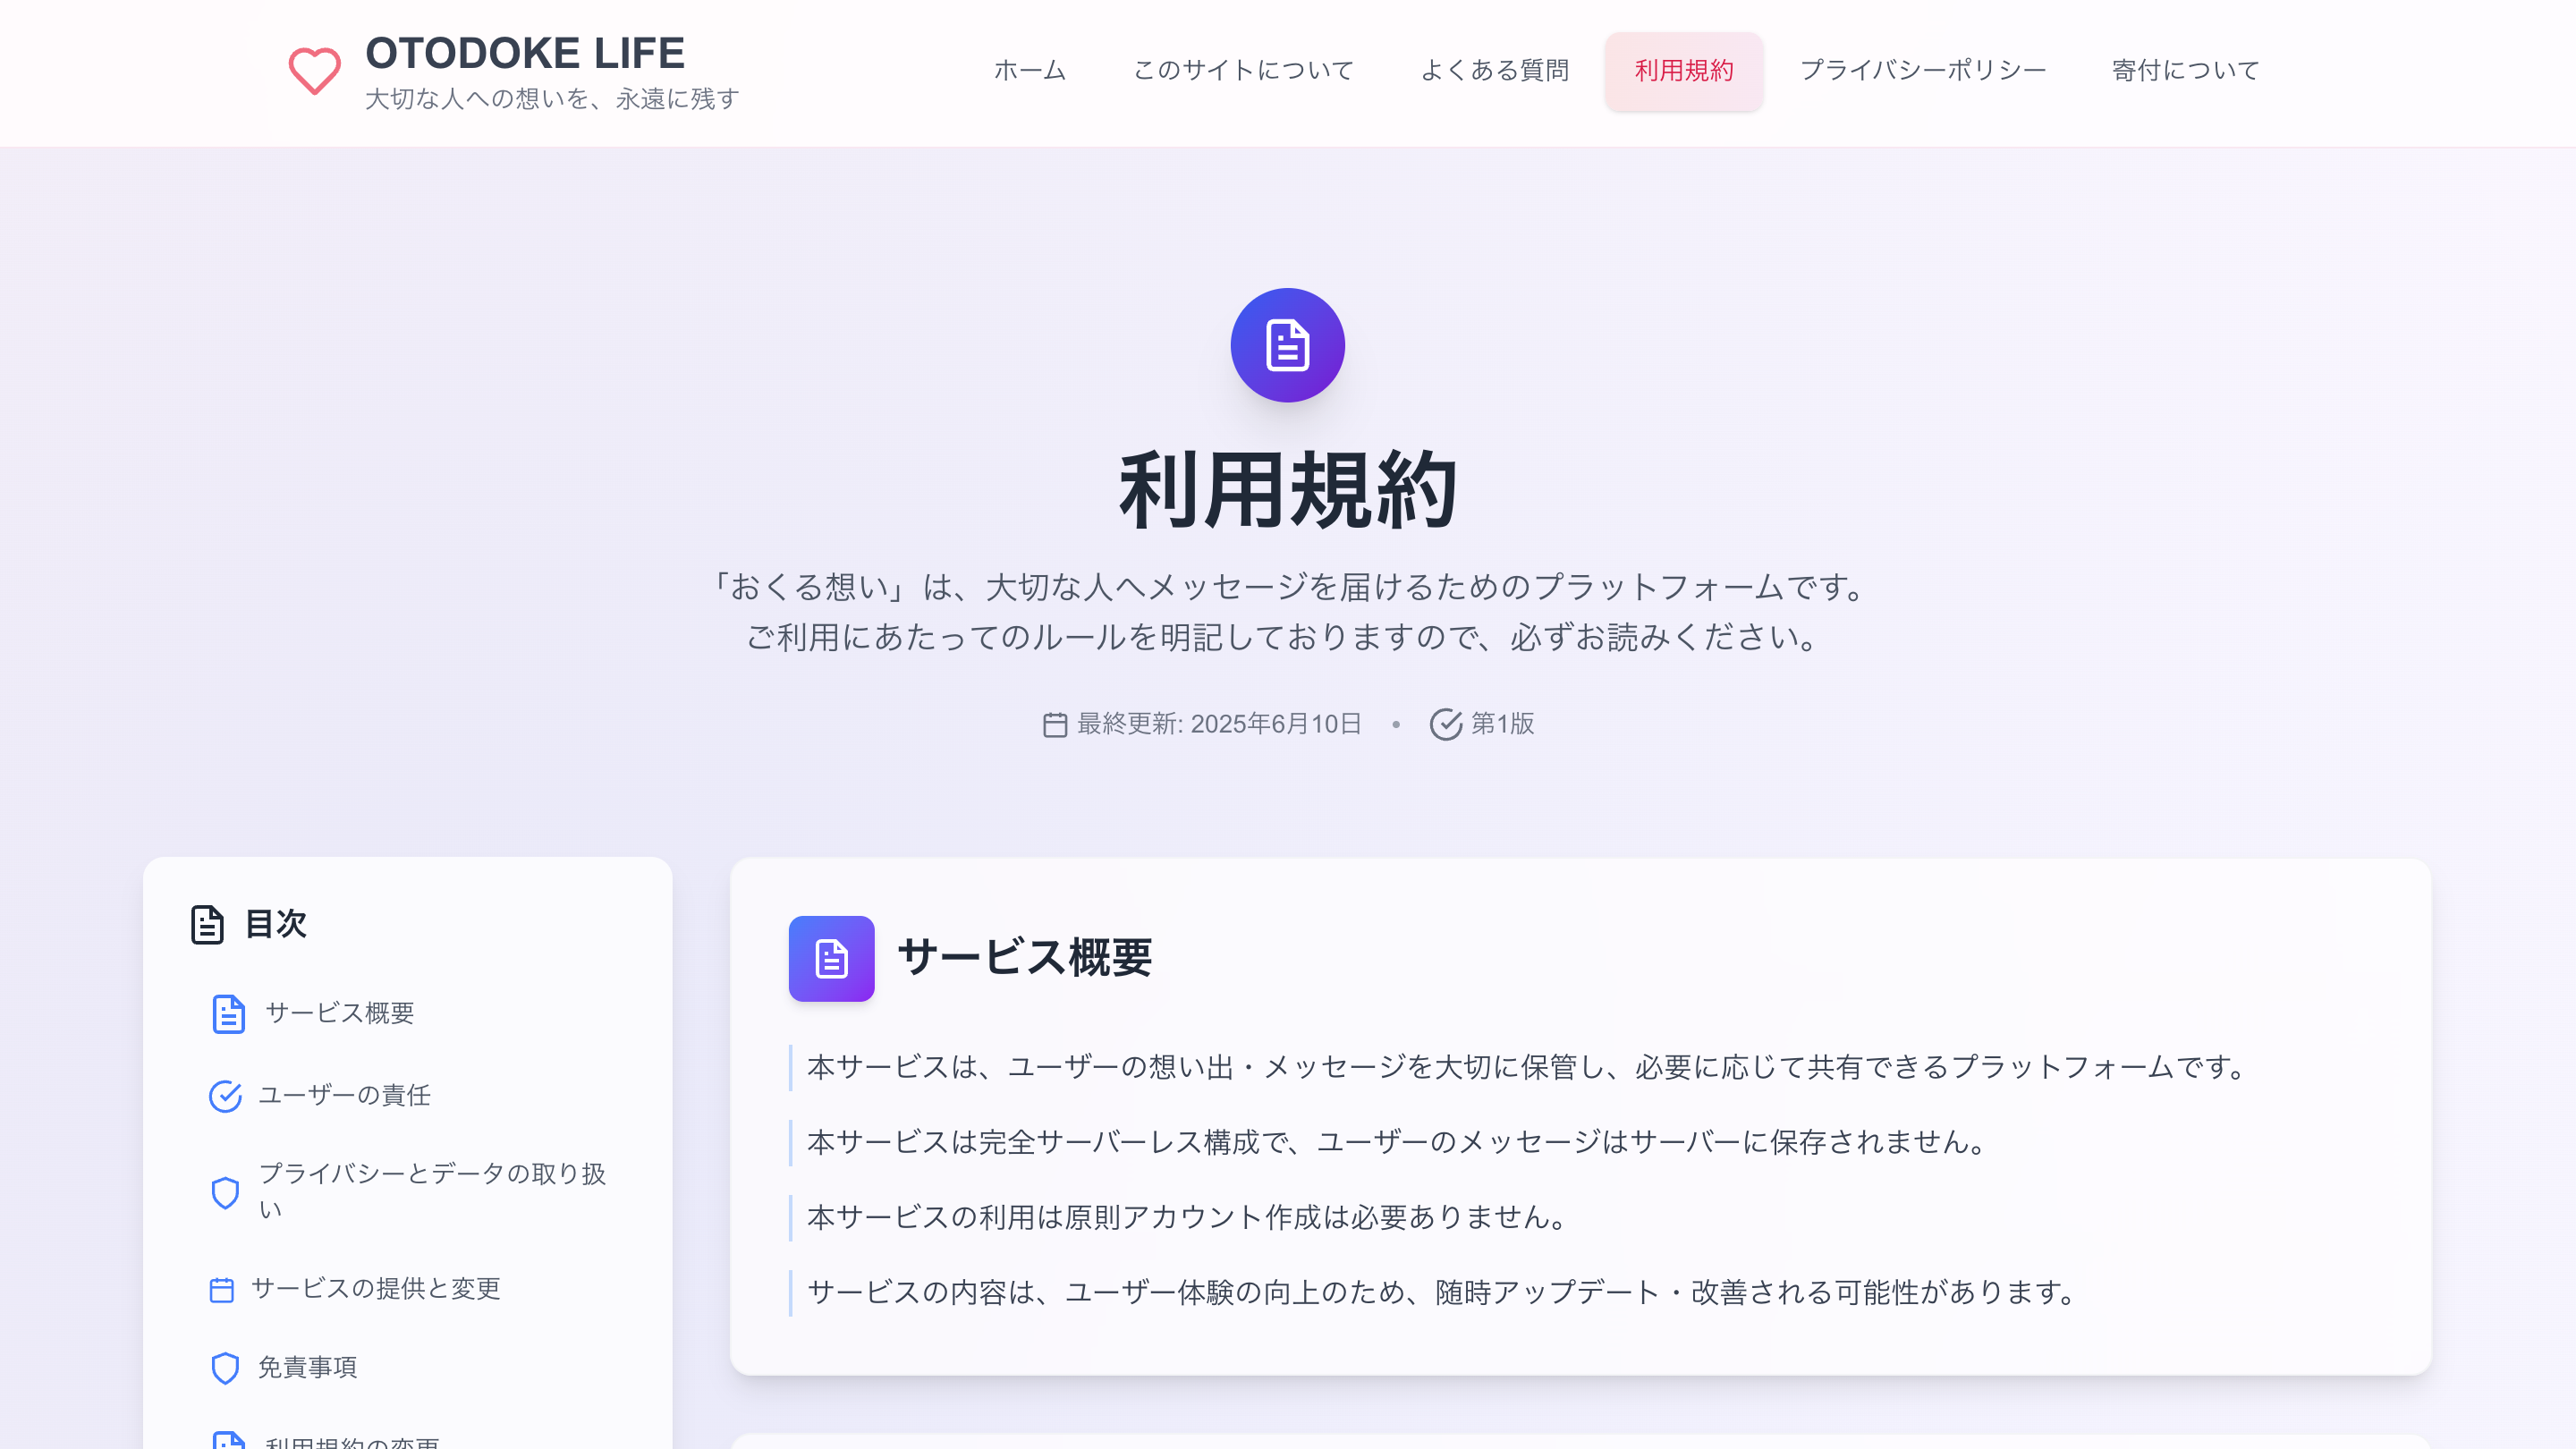 OTODOKE LIFE
大切な人への想いを、永遠に残す
ホーム
このサイトについて
よくある質問
利用規約
プライバシーポリシー
寄付について
利用規約
「おくる想い」は、大切な人へメッセージを届けるためのプラットフォームです。
ご利用にあたってのルールを明記しておりますので、必ずお読みください。
最終更新: 2025年6月10日 • 第1版
目次
サービス概要
ユーザーの責任
プライバシーとデータの取り扱
い
サービスの提供と変更
免責事項
利用規約の変更
サービス概要
本サービスは、ユーザーの想い出・メッセージを大切に保管し、必要に応じて共有できるプラットフォームです。
本サービスは完全サーバーレス構成で、ユーザーのメッセージはサーバーに保存されません。
本サービスの利用は原則アカウント作成は必要ありません。
サービスの内容は、ユーザー体験の向上のため、随時アップデート・改善される可能性があります。